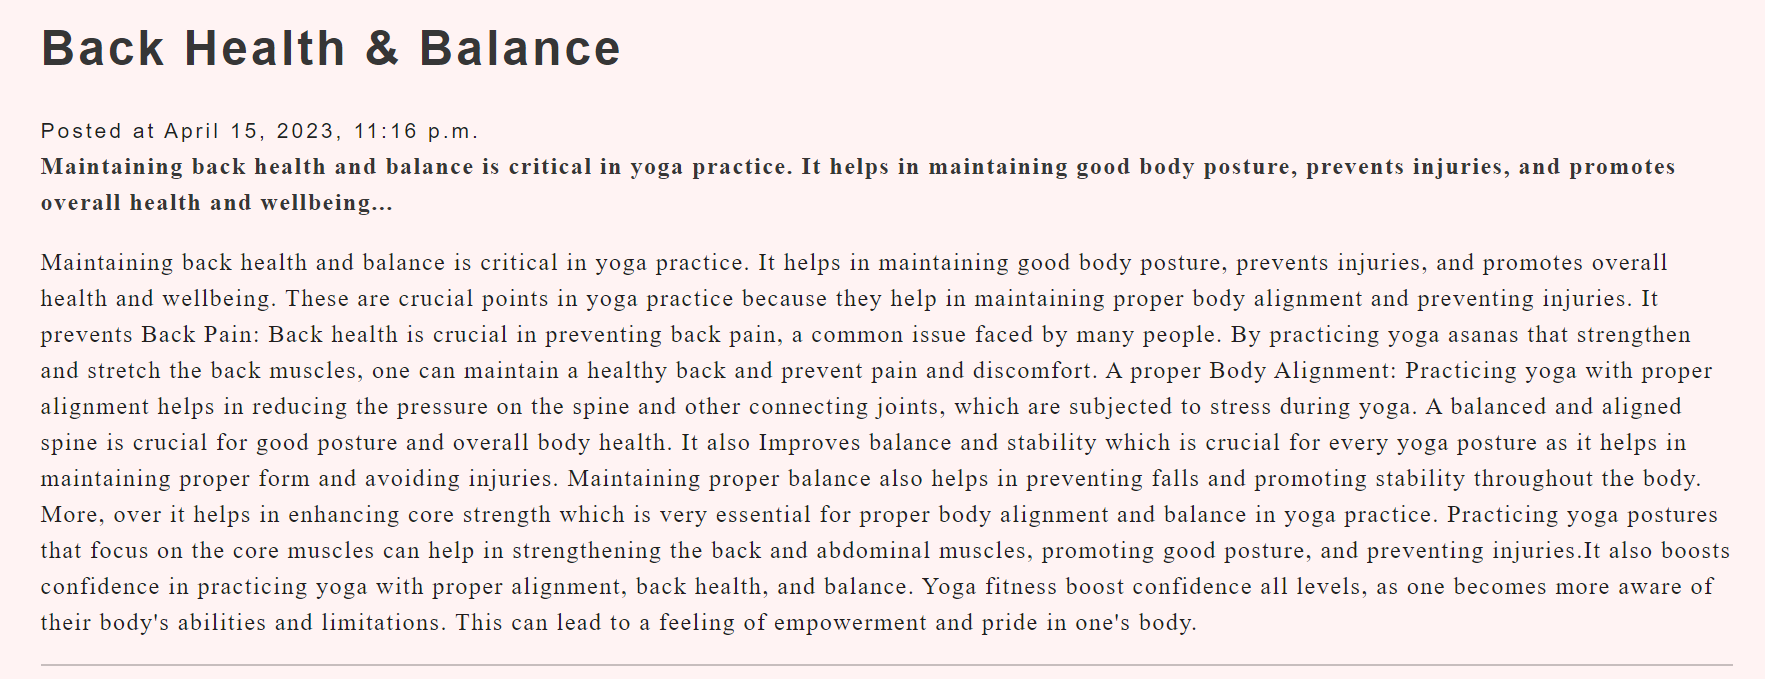 Back Health & Balance
Posted at April 15, 2023, 11:16 p.m.
Maintaining back health and balance is critical in yoga practice. It helps in maintaining good body posture, prevents injuries, and promotes
overall health and wellbeing...
Maintaining back health and balance is critical in yoga practice. It helps in maintaining good body posture, prevents injuries, and promotes overall
health and wellbeing. These are crucial points in yoga practice because they help in maintaining proper body alignment and preventing injuries. It
prevents Back Pain: Back health is crucial in preventing back pain, a common issue faced by many people. By practicing yoga asanas that strengthen
and stretch the back muscles, one can maintain a healthy back and prevent pain and discomfort. A proper Body Alignment: Practicing yoga with proper
alignment helps in reducing the pressure on the spine and other connecting joints, which are subjected to stress during yoga. A balanced and aligned
spine is crucial for good posture and overall body health. It also Improves balance and stability which is crucial for every yoga posture as it helps in
maintaining proper form and avoiding injuries. Maintaining proper balance also helps in preventing falls and promoting stability throughout the body.
More, over it helps in enhancing core strength which is very essential for proper body alignment and balance in yoga practice. Practicing yoga postures
that focus on the core muscles can help in strengthening the back and abdominal muscles, promoting good posture, and preventing injuries.It also boosts
confidence in practicing yoga with proper alignment, back health, and balance. Yoga fitness boost confidence all levels, as one becomes more aware of
their body's abilities and limitations. This can lead to a feeling of empowerment and pride in one's body.